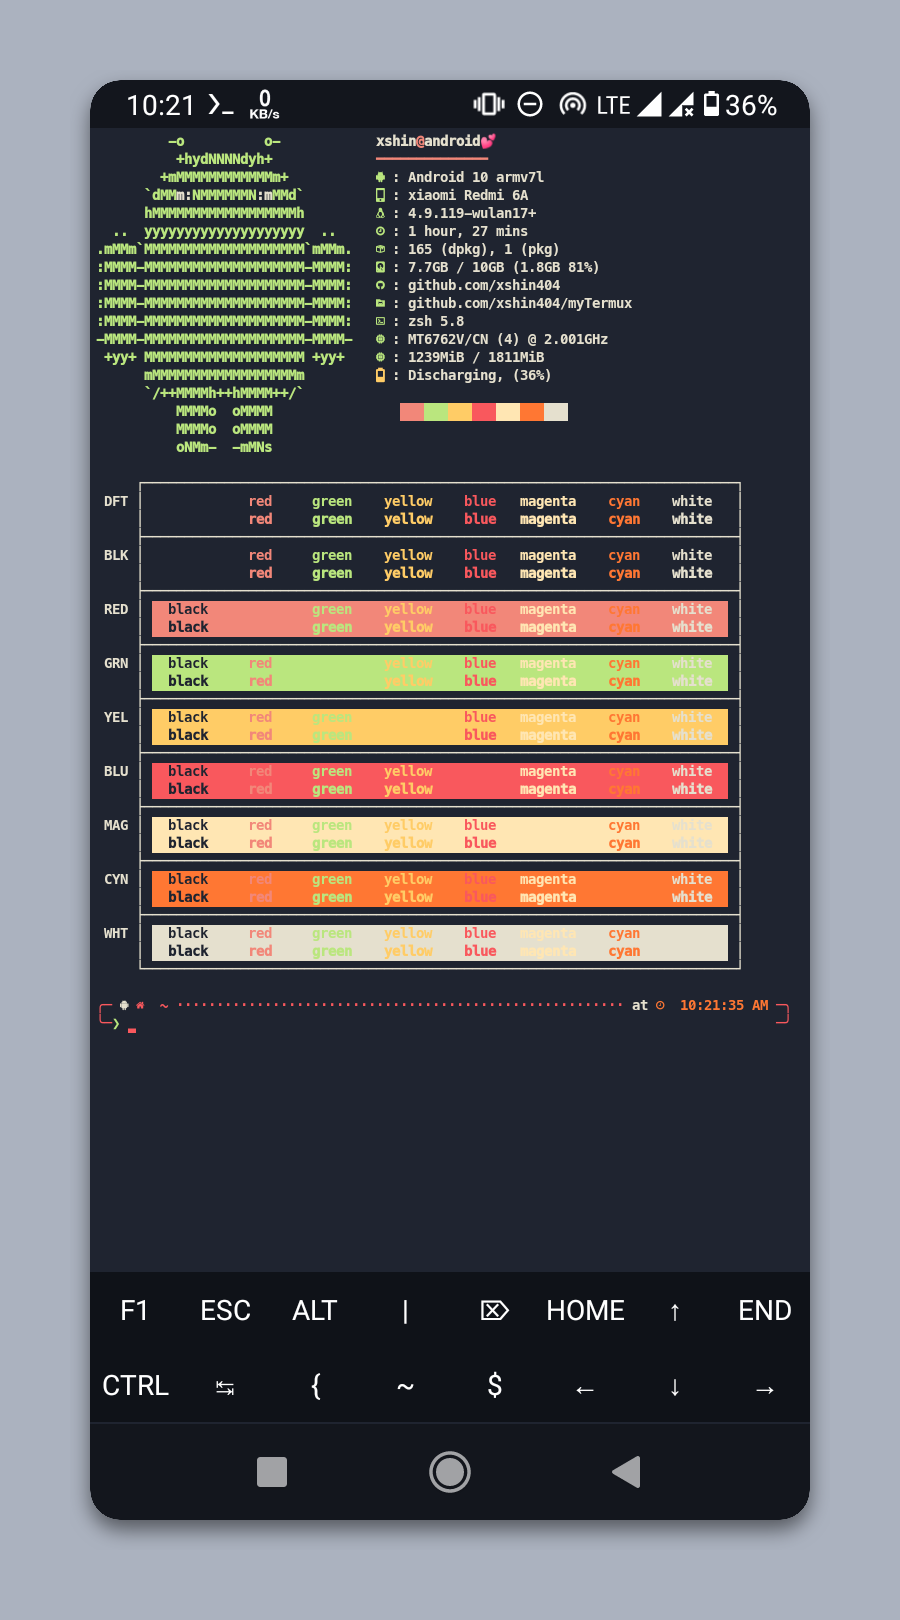 10:21 0 KB/s LTE 36%
–o          o–
+hydNNNNdyh+
+mMMMMMMMMMMMMm+
`dMMm:NMMMMMMN:mMMd`
hMMMMMMMMMMMMMMMMMMh
..  yyyyyyyyyyyyyyyyyyyy  ..
.mMMm`MMMMMMMMMMMMMMMMMMMM`mMMm.
:MMMM–MMMMMMMMMMMMMMMMMMMM–MMMM:
:MMMM–MMMMMMMMMMMMMMMMMMMM–MMMM:
:MMMM–MMMMMMMMMMMMMMMMMMMM–MMMM:
:MMMM–MMMMMMMMMMMMMMMMMMMM–MMMM:
–MMMM–MMMMMMMMMMMMMMMMMMMM–MMMM–
+yy+ MMMMMMMMMMMMMMMMMMMM +yy+
mMMMMMMMMMMMMMMMMMMm
`/++MMMMh++hMMMM++/`
MMMMo  oMMMM
MMMMo  oMMMM
oNMm–  –mMNs
xshin@android💕
: Android 10 armv7l
: xiaomi Redmi 6A
: 4.9.119–wulan17+
: 1 hour, 27 mins
: 165 (dpkg), 1 (pkg)
: 7.7GB / 10GB (1.8GB 81%)
: github.com/xshin404
: github.com/xshin404/myTermux
: zsh 5.8
: MT6762V/CN (4) @ 2.001GHz
: 1239MiB / 1811MiB
: Discharging, (36%)
DFT red green yellow blue magenta cyan white
red green yellow blue magenta cyan white
BLK red green yellow blue magenta cyan white
red green yellow blue magenta cyan white
RED black green yellow blue magenta cyan white
black green yellow blue magenta cyan white
GRN black red yellow blue magenta cyan white
black red yellow blue magenta cyan white
YEL black red green blue magenta cyan white
black red green blue magenta cyan white
BLU black red green yellow magenta cyan white
black red green yellow magenta cyan white
MAG black red green yellow blue cyan white
black red green yellow blue cyan white
CYN black red green yellow blue magenta white
black red green yellow blue magenta white
WHT black red green yellow blue magenta cyan
black red green yellow blue magenta cyan
~ ························································ at 10:21:35 AM
❯
F1 ESC ALT | ⌦ HOME ↑ END
CTRL ↹ { ~ $ ← ↓ →